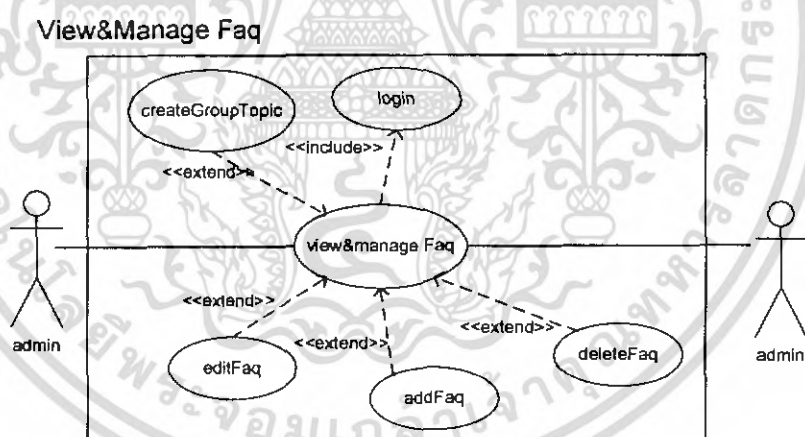 View&Manage Faq
createGroupTopic
login
<<include>>
<<extend>>
view&manage Faq
<<extend>>
<<extend>>
<<extend>>
admin
admin
editFaq
deleteFaq
addFaq